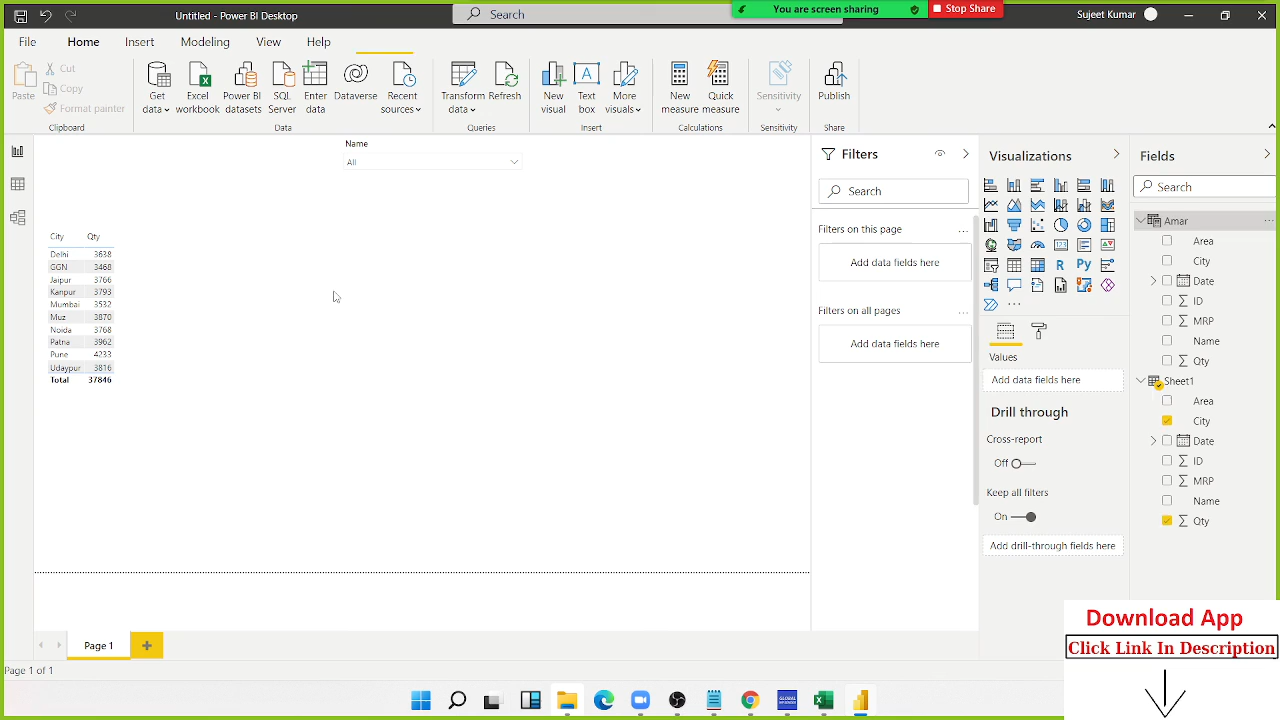 Untitled - Power BI Desktop
Search
You are screen sharing
Stop Share
Sujeet Kumar
File
Home
Insert
Modeling
View
Help
Paste
Cut
Copy
Format painter
Get data
Excel workbook
Power BI datasets
SQL Server
Enter data
Dataverse
Recent sources
Transform data
Refresh
New visual
Text box
More visuals
New measure
Quick measure
Sensitivity
Publish
Clipboard
Data
Queries
Insert
Calculations
Sensitivity
Share
Name
All
City Qty
Delhi 3638
GGN 3468
Jaipur 3766
Kanpur 3793
Mumbai 3532
Muz 3870
Noida 3768
Patna 3962
Pune 4233
Udaypur 3816
Total 37846
Filters
Search
Filters on this page
...
Add data fields here
Filters on all pages
...
Add data fields here
Visualizations
R
Py
123
...
Values
Add data fields here
Drill through
Cross-report
Off
Keep all filters
On
Add drill-through fields here
Fields
Search
Amar
...
Area
City
Date
Σ ID
Σ MRP
Name
Σ Qty
Sheet1
Area
City
Date
Σ ID
Σ MRP
Name
Σ Qty
Page 1
+
Page 1 of 1
Download App
Click Link In Description